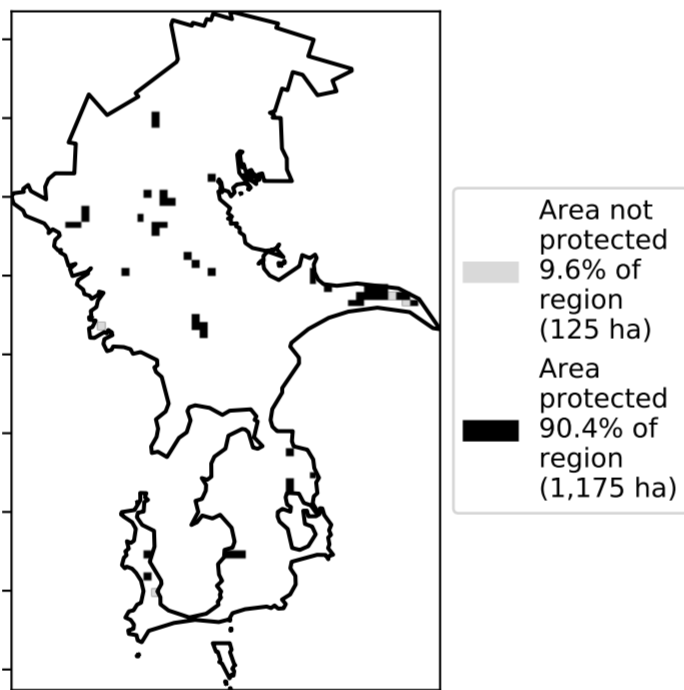 Area not
protected
9.6% of
region
(125 ha)
Area
protected
90.4% of
region
(1,175 ha)